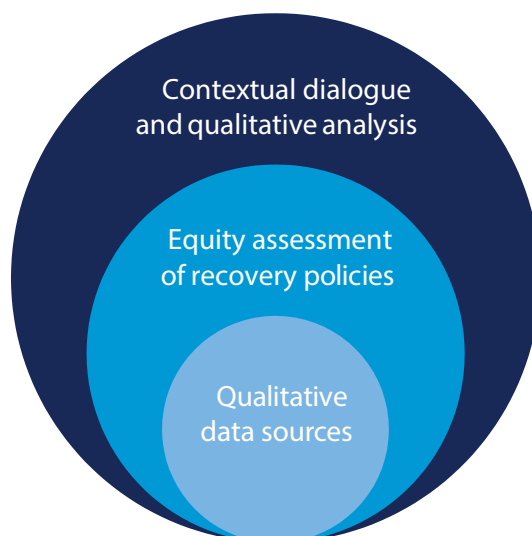 Contextual dialogue
and qualitative analysis
Equity assessment
of recovery policies
Qualitative
data sources